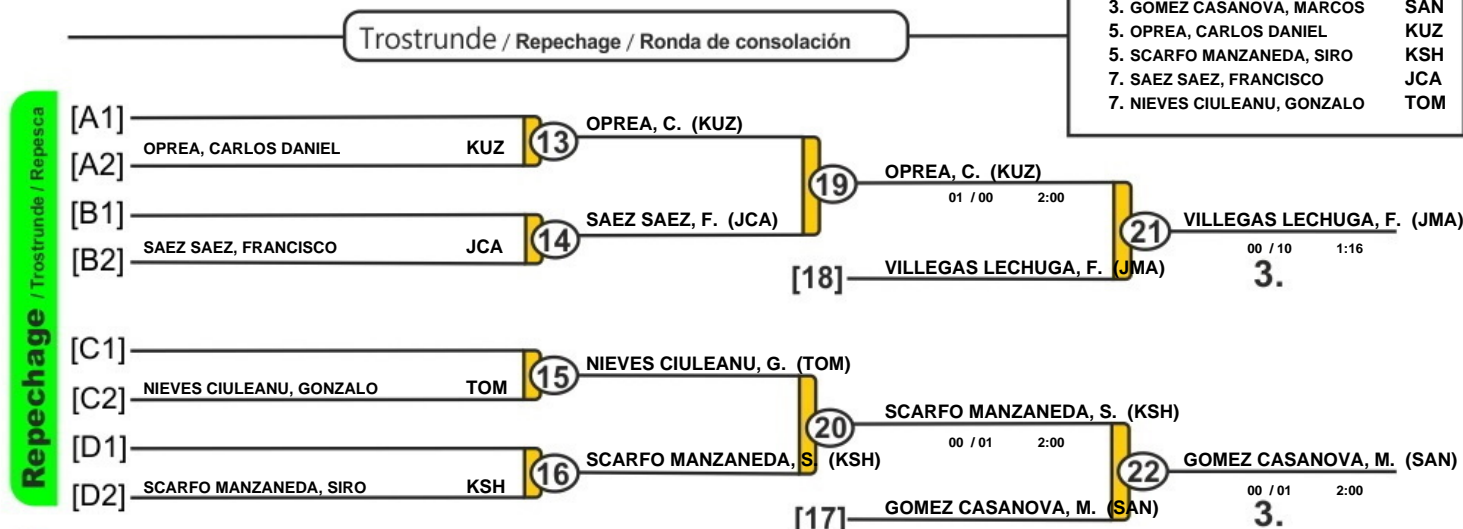 3. GOMEZ CASANOVA, MARCOS SAN
5. OPREA, CARLOS DANIEL KUZ
5. SCARFO MANZANEDA, SIRO KSH
7. SAEZ SAEZ, FRANCISCO JCA
7. NIEVES CIULEANU, GONZALO TOM
Trostrunde / Repechage / Ronda de consolación
Repechage / Trostrunde / Repesca
[A1]
[A2] OPREA, CARLOS DANIEL KUZ
13 OPREA, C. (KUZ)
[B1]
[B2] SAEZ SAEZ, FRANCISCO JCA
14 SAEZ SAEZ, F. (JCA)
19 OPREA, C. (KUZ)
01 / 00 2:00
[18] VILLEGAS LECHUGA, F. (JMA)
21 VILLEGAS LECHUGA, F. (JMA)
00 / 10 1:16
3.
[C1]
[C2] NIEVES CIULEANU, GONZALO TOM
15 NIEVES CIULEANU, G. (TOM)
[D1]
[D2] SCARFO MANZANEDA, SIRO KSH
16 SCARFO MANZANEDA, S. (KSH)
20 SCARFO MANZANEDA, S. (KSH)
00 / 01 2:00
[17] GOMEZ CASANOVA, M. (SAN)
22 GOMEZ CASANOVA, M. (SAN)
00 / 01 2:00
3.